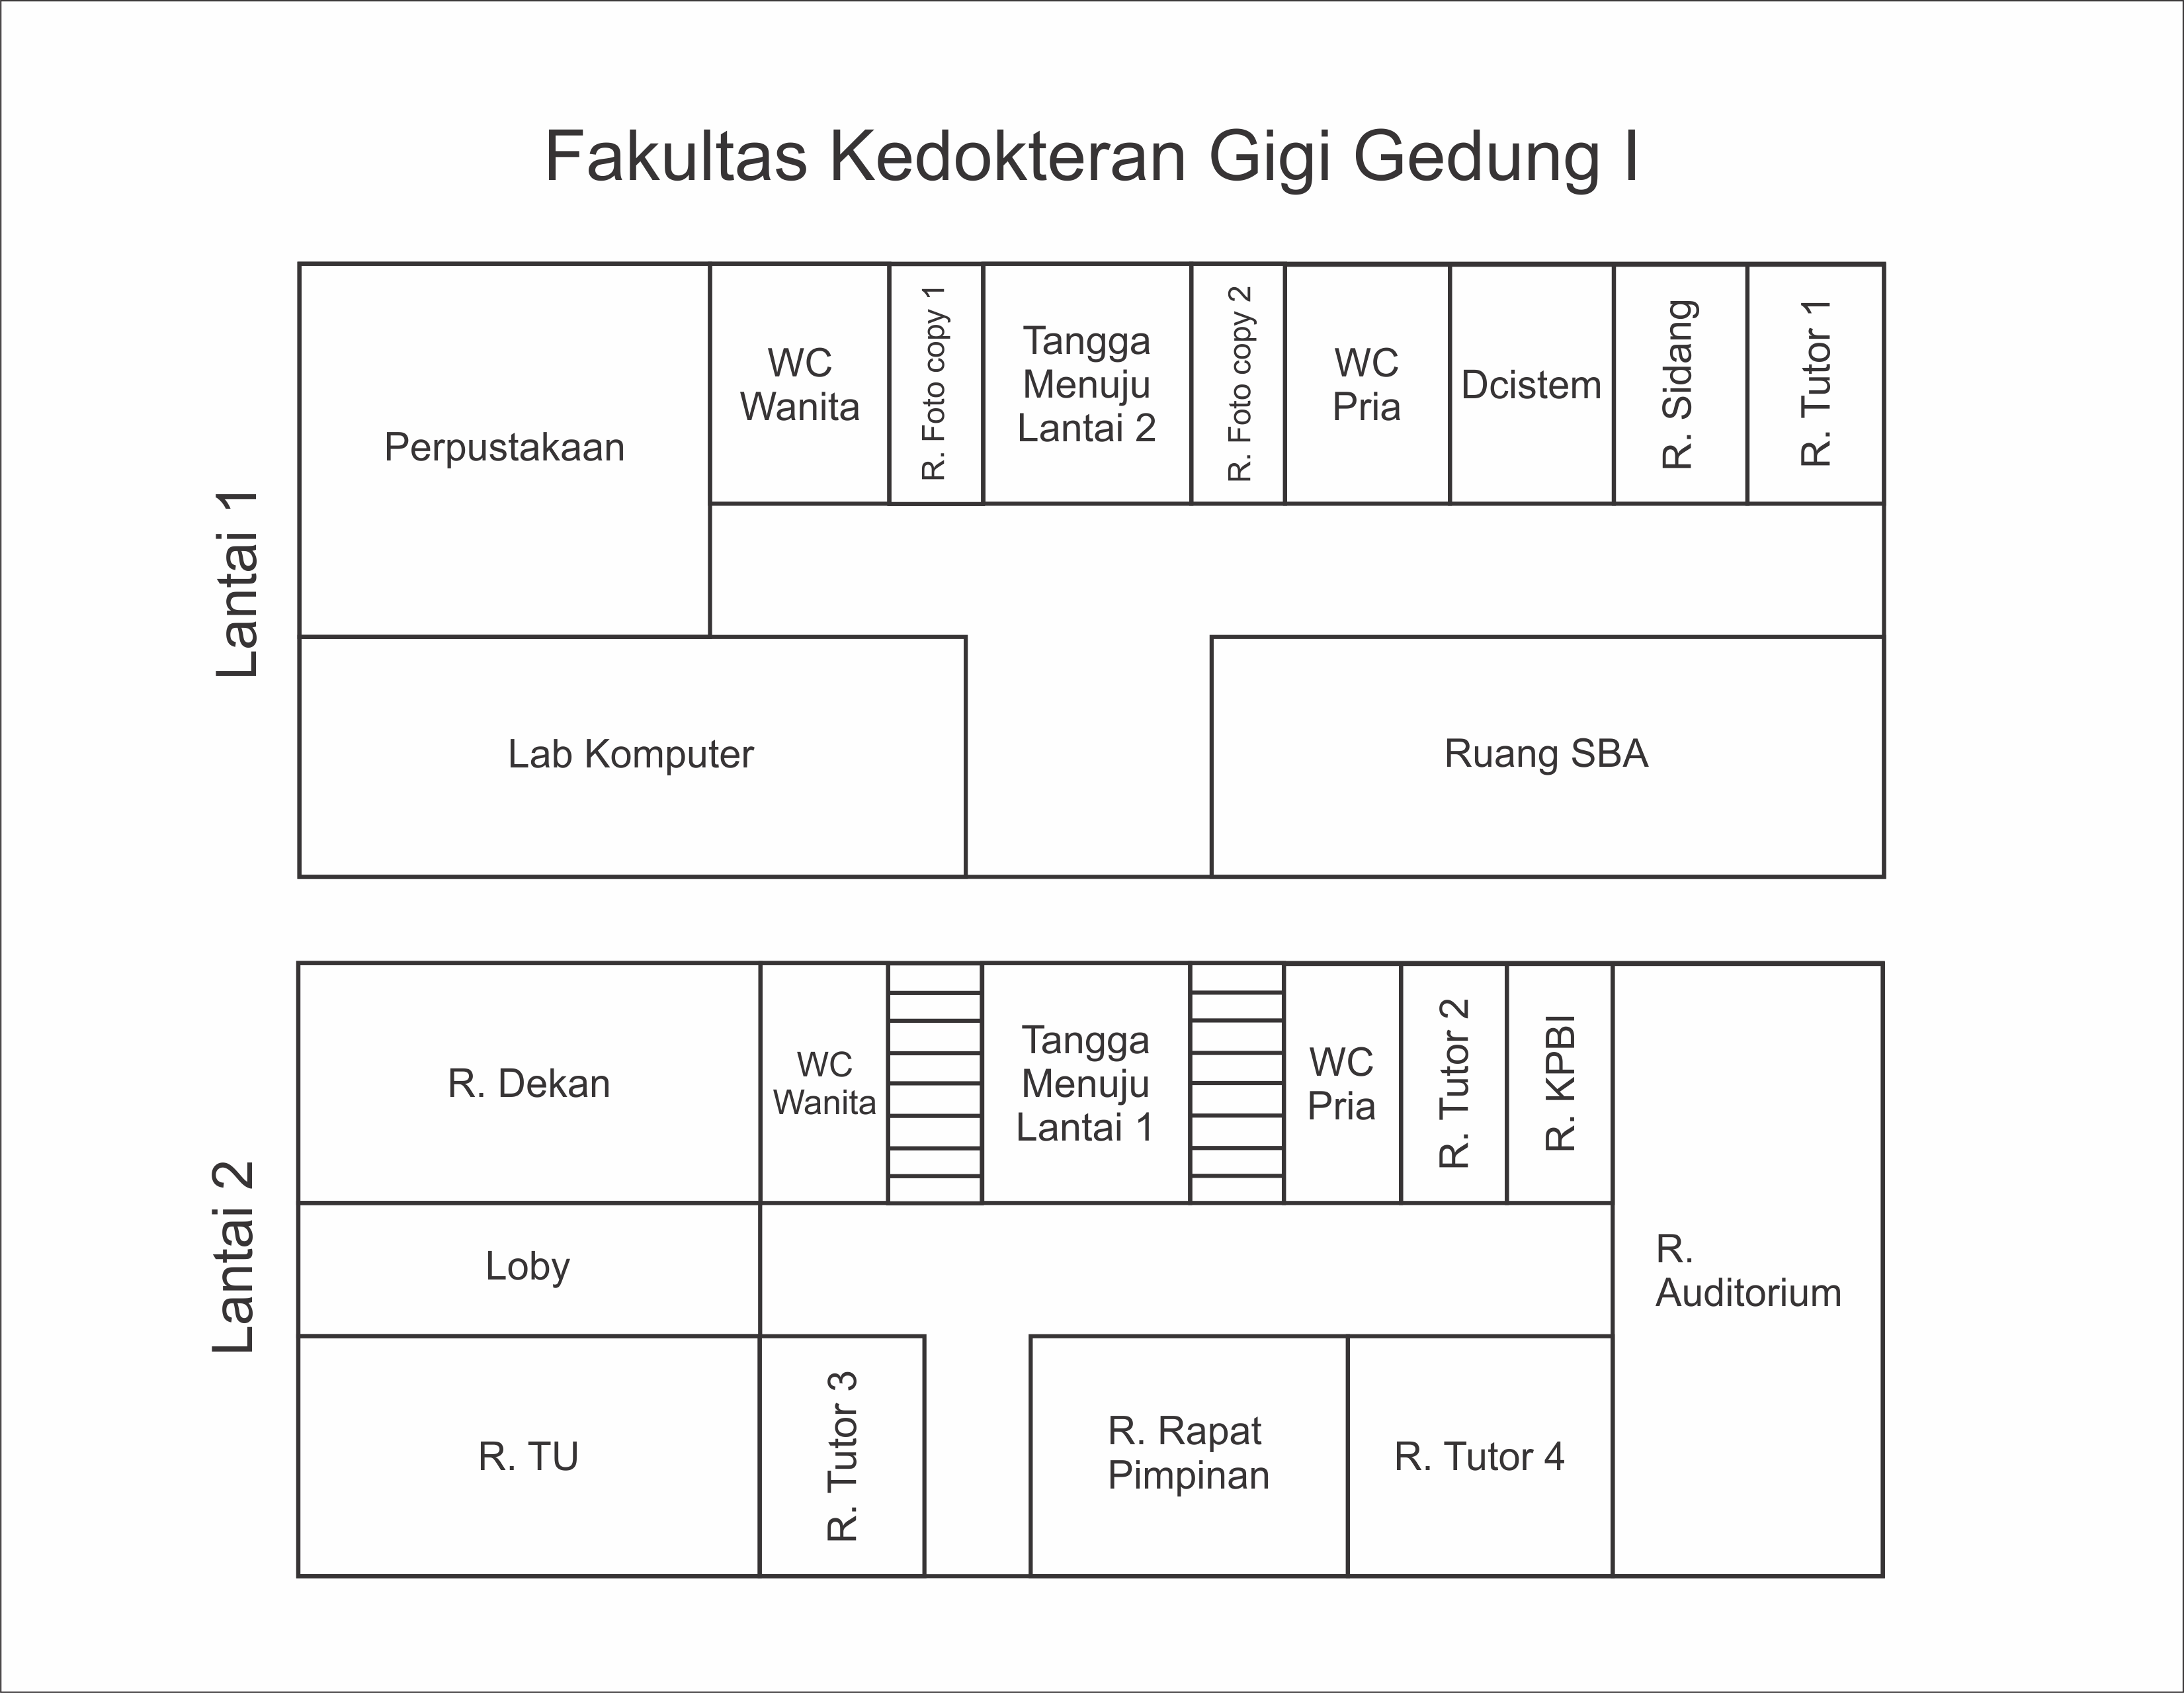 Fakultas Kedokteran Gigi Gedung I
Lantai 1
Perpustakaan
WC
Wanita
R. Foto copy 1
Tangga
Menuju
Lantai 2
R. Foto copy 2
WC
Pria
Dcistem
R. Sidang
R. Tutor 1
Lab Komputer
Ruang SBA
Lantai 2
R. Dekan
WC
Wanita
Tangga
Menuju
Lantai 1
WC
Pria
R. Tutor 2
R. KPBI
R.
Auditorium
Loby
R. TU
R. Tutor 3
R. Rapat
Pimpinan
R. Tutor 4